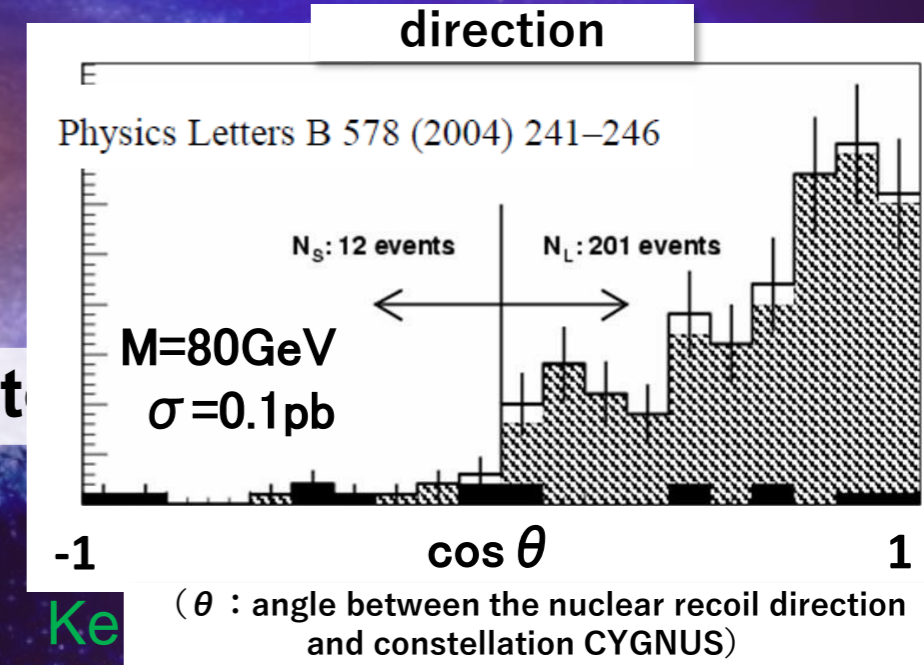 direction
Physics Letters B 578 (2004) 241–246
N_S: 12 events
N_L: 201 events
M=80GeV
σ=0.1pb
-1
cos θ
1
（θ：angle between the nuclear recoil direction
and constellation CYGNUS）
Ke